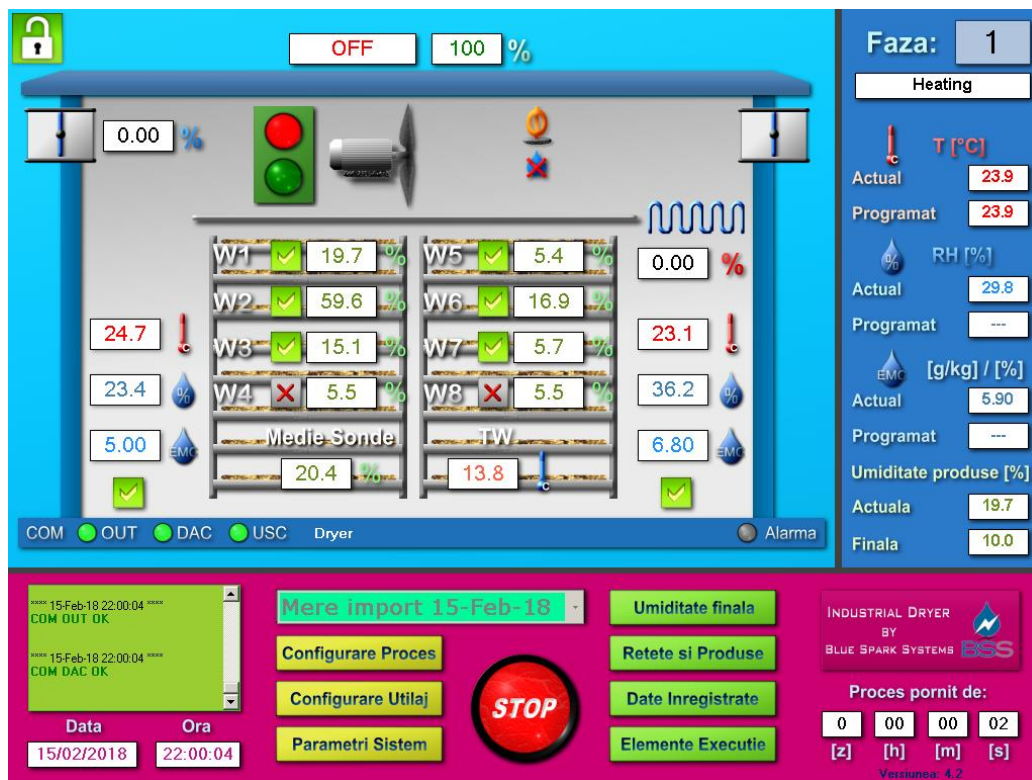 OFF 100 %
Faza: 1
Heating
0.00 %
T [°C]
Actual 23.9
Programat 23.9
RH [%]
Actual 29.8
Programat ---
EMC [g/kg] / [%]
Actual 5.90
Programat ---
Umiditate produse [%]
Actuala 19.7
Finala 10.0
W1 19.7 % W5 5.4 %
0.00 %
W2 59.6 % W6 16.9 %
24.7 °C W3 15.1 % W7 5.7 % 23.1 °C
23.4 % W4 5.5 % W8 5.5 % 36.2 %
Medie Sonde TW
5.00 EMC 20.4 % 13.8 °C 6.80 EMC
COM OUT DAC USC Dryer Alarma
**** 15-Feb-18 22:00:04 ****
COM OUT OK
**** 15-Feb-18 22:00:04 ****
COM DAC OK
Data Ora
15/02/2018 22:00:04
Mere import 15-Feb-18
Configurare Proces
Configurare Utilaj
Parametri Sistem
STOP
Umiditate finala
Retete si Produse
Date Inregistrate
Elemente Executie
INDUSTRIAL DRYER
BY
BLUE SPARK SYSTEMS BSS
Proces pornit de:
0 00 00 02
[z] [h] [m] [s]
Versiunea: 4.2